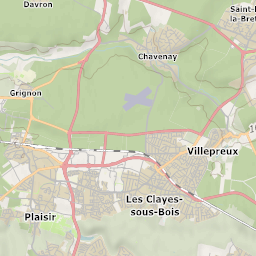 Davron
Saint-
la-Bret
Chavenay
Grignon
Villepreux
Les Clayes-
sous-Bois
Plaisir